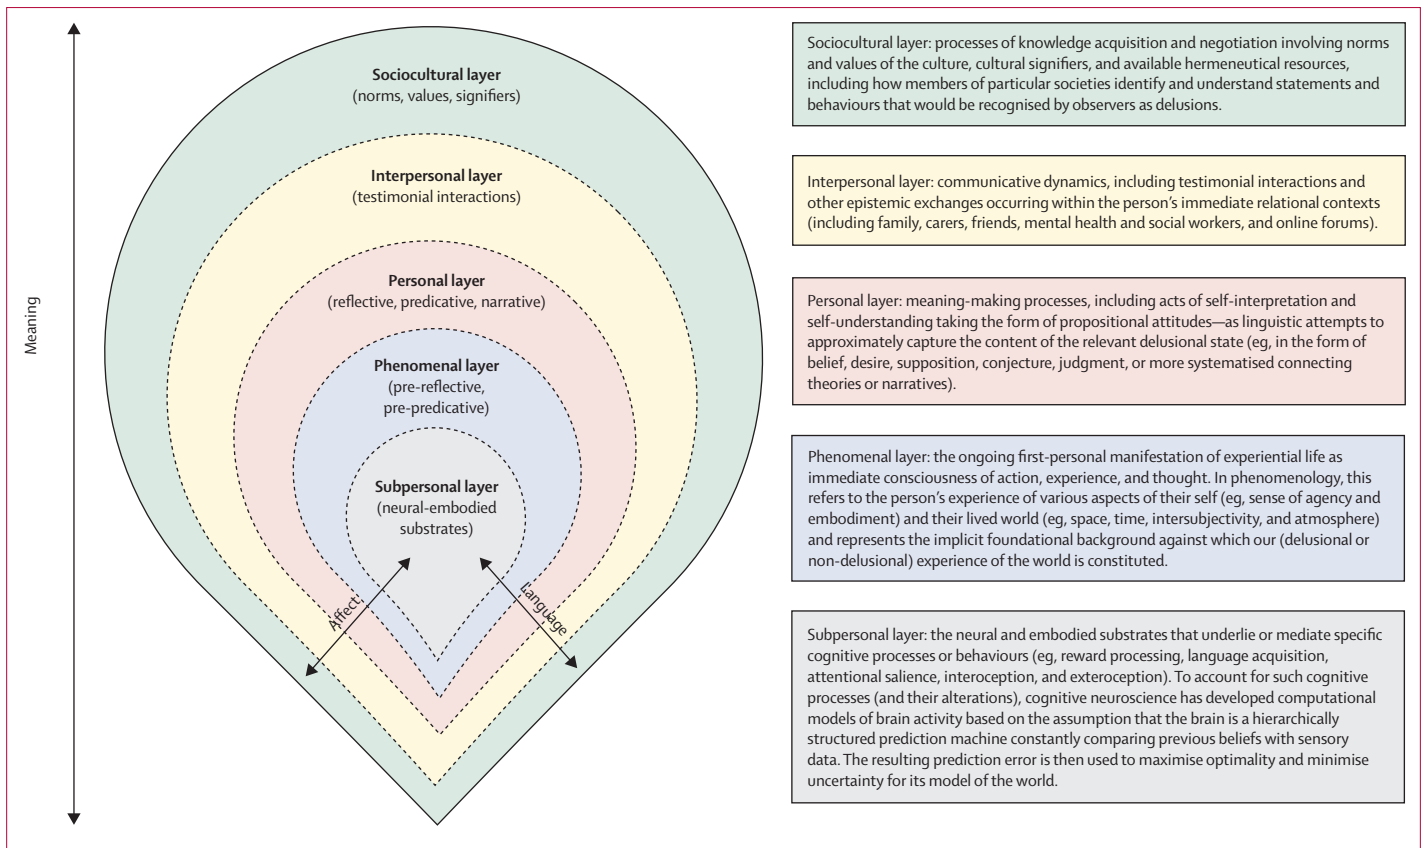 Meaning
Sociocultural layer
(norms, values, signifiers)
Interpersonal layer
(testimonial interactions)
Personal layer
(reflective, predicative, narrative)
Phenomenal layer
(pre-reflective,
pre-predicative)
Subpersonal layer
(neural-embodied
substrates)
Affect
Language
Sociocultural layer: processes of knowledge acquisition and negotiation involving norms
and values of the culture, cultural signifiers, and available hermeneutical resources,
including how members of particular societies identify and understand statements and
behaviours that would be recognised by observers as delusions.
Interpersonal layer: communicative dynamics, including testimonial interactions and
other epistemic exchanges occurring within the person's immediate relational contexts
(including family, carers, friends, mental health and social workers, and online forums).
Personal layer: meaning-making processes, including acts of self-interpretation and
self-understanding taking the form of propositional attitudes—as linguistic attempts to
approximately capture the content of the relevant delusional state (eg, in the form of
belief, desire, supposition, conjecture, judgment, or more systematised connecting
theories or narratives).
Phenomenal layer: the ongoing first-personal manifestation of experiential life as
immediate consciousness of action, experience, and thought. In phenomenology, this
refers to the person's experience of various aspects of their self (eg, sense of agency and
embodiment) and their lived world (eg, space, time, intersubjectivity, and atmosphere)
and represents the implicit foundational background against which our (delusional or
non-delusional) experience of the world is constituted.
Subpersonal layer: the neural and embodied substrates that underlie or mediate specific
cognitive processes or behaviours (eg, reward processing, language acquisition,
attentional salience, interoception, and exteroception). To account for such cognitive
processes (and their alterations), cognitive neuroscience has developed computational
models of brain activity based on the assumption that the brain is a hierarchically
structured prediction machine constantly comparing previous beliefs with sensory
data. The resulting prediction error is then used to maximise optimality and minimise
uncertainty for its model of the world.